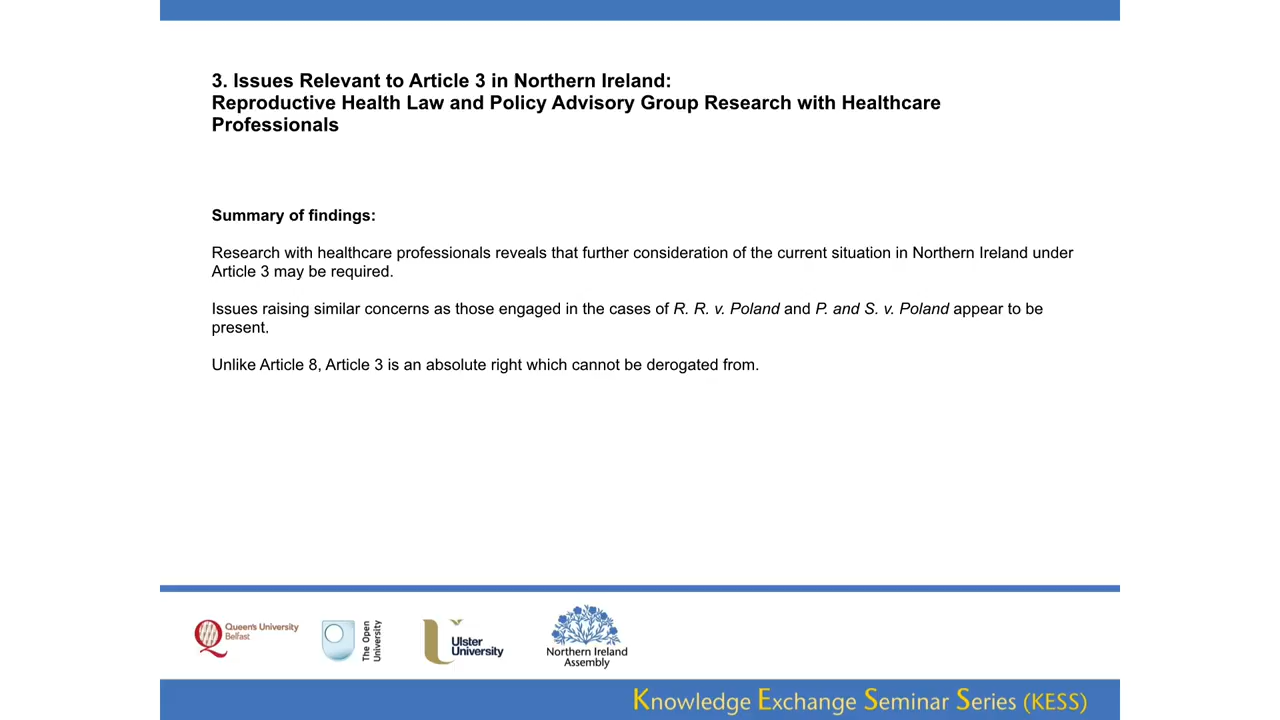 3. Issues Relevant to Article 3 in Northern Ireland:
Reproductive Health Law and Policy Advisory Group Research with Healthcare
Professionals
Summary of findings:
Research with healthcare professionals reveals that further consideration of the current situation in Northern Ireland under
Article 3 may be required.
Issues raising similar concerns as those engaged in the cases of R. R. v. Poland and P. and S. v. Poland appear to be
present.
Unlike Article 8, Article 3 is an absolute right which cannot be derogated from.
Queen's University
Belfast
The Open
University
Ulster
University
Northern Ireland
Assembly
Knowledge Exchange Seminar Series (KESS)